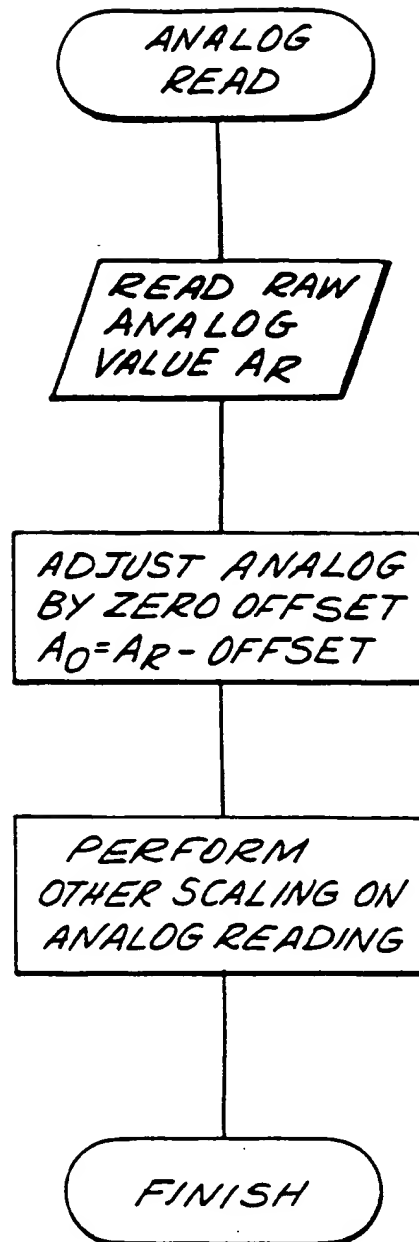 ANALOG
READ
READ RAW
ANALOG
VALUE AR
ADJUST ANALOG
BY ZERO OFFSET
AO=AR-OFFSET
PERFORM
OTHER SCALING ON
ANALOG READING
FINISH